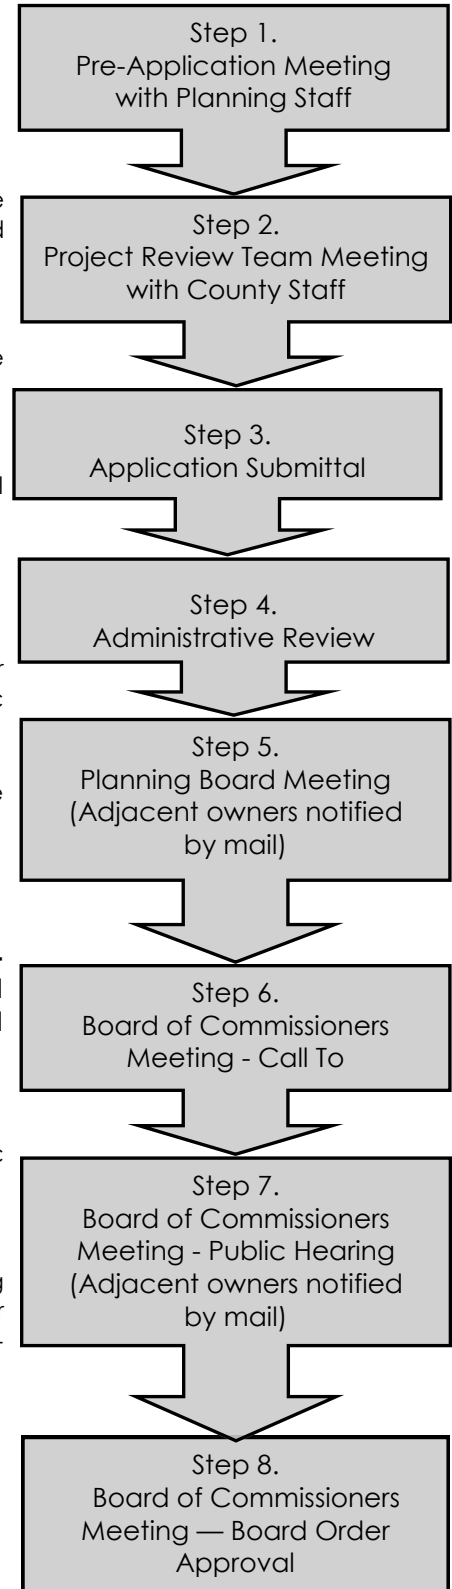 Step 1.
Pre-Application Meeting
with Planning Staff
Step 2.
Project Review Team Meeting
with County Staff
Step 3.
Application Submittal
Step 4.
Administrative Review
Step 5.
Planning Board Meeting
(Adjacent owners notified
by mail)
Step 6.
Board of Commissioners
Meeting - Call To
Step 7.
Board of Commissioners
Meeting - Public Hearing
(Adjacent owners notified
by mail)
Step 8.
Board of Commissioners
Meeting — Board Order
Approval